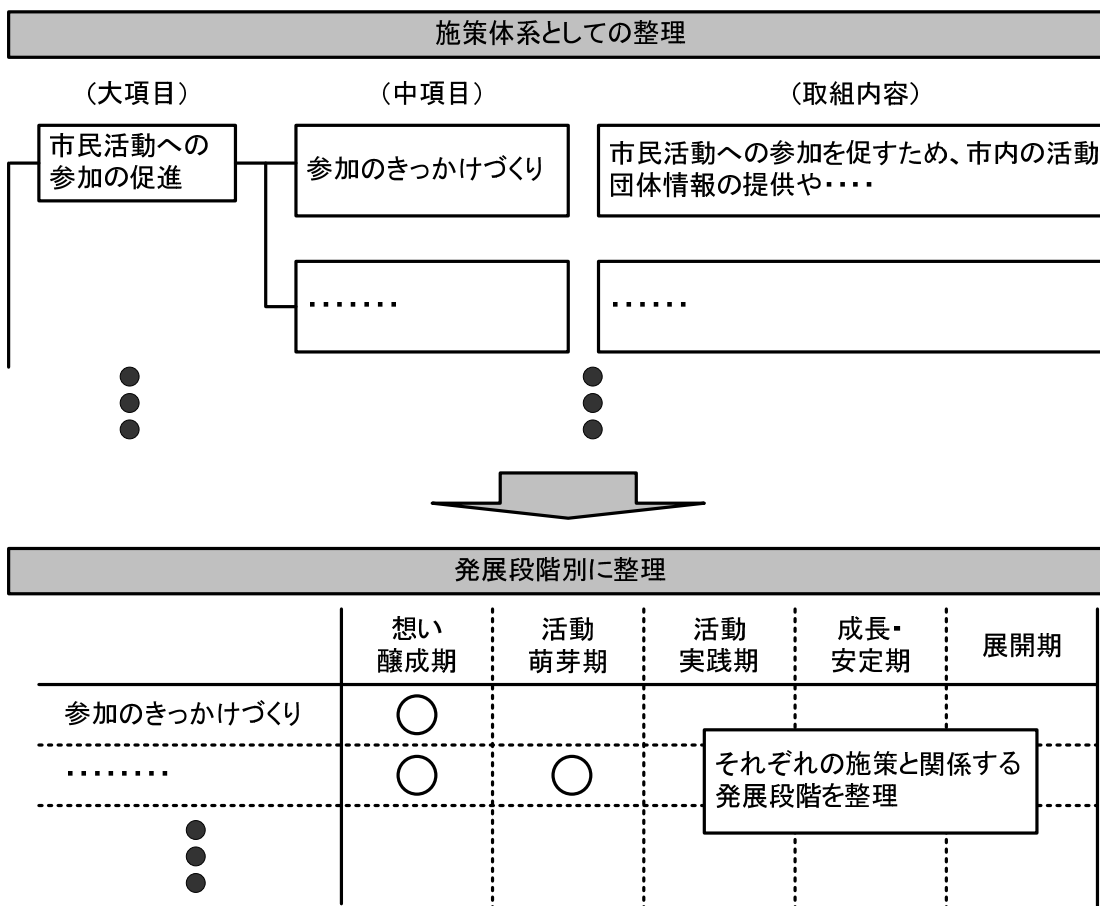 施策体系としての整理
（大項目）
（中項目）
（取組内容）
市民活動への
参加の促進
参加のきっかけづくり
市民活動への参加を促すため、市内の活動
団体情報の提供や････
･･･････
･･････
発展段階別に整理
想い
醸成期
活動
萌芽期
活動
実践期
成長･
安定期
展開期
参加のきっかけづくり
････････
それぞれの施策と関係する
発展段階を整理